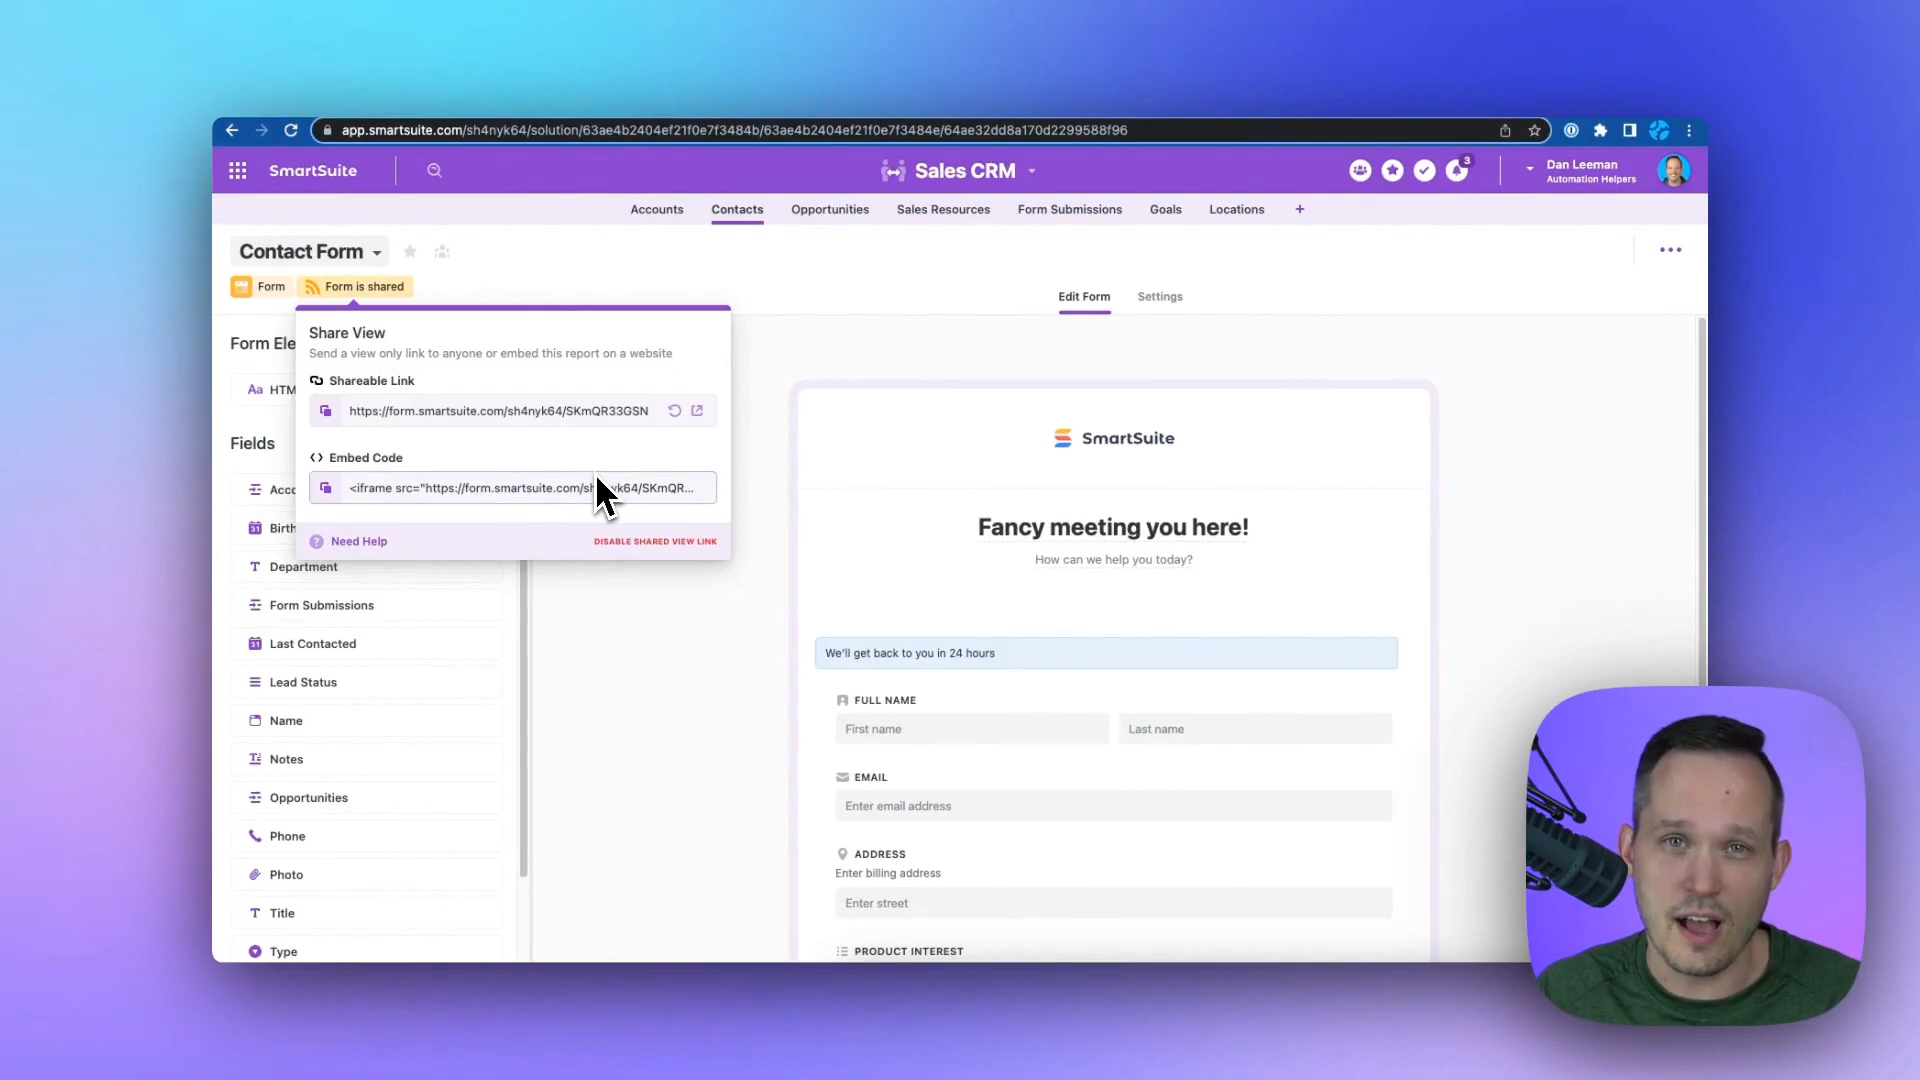 app.smartsuite.com/sh4nyk64/solution/63ae4b2404ef21f0e7f3484b/63ae4b2404ef21f0e7f3484e/64ae32dd8a170d2299588f96
SmartSuite
Sales CRM
3
Dan Leeman
Automation Helpers
Accounts
Contacts
Opportunities
Sales Resources
Form Submissions
Goals
Locations
+
Contact Form
Form
Form is shared
Edit Form
Settings
Share View
Send a view only link to anyone or embed this report on a website
Shareable Link
https://form.smartsuite.com/sh4nyk64/SKmQR33GSN
<> Embed Code
<iframe src="https://form.smartsuite.com/sh yk64/SKmQR...
? Need Help
DISABLE SHARED VIEW LINK
Form Ele
Aa HTM
Fields
Acc
31 Birth
T Department
Form Submissions
31 Last Contacted
Lead Status
Name
Notes
Opportunities
Phone
Photo
T Title
Type
SmartSuite
Fancy meeting you here!
How can we help you today?
We'll get back to you in 24 hours
FULL NAME
First name
Last name
EMAIL
Enter email address
ADDRESS
Enter billing address
Enter street
PRODUCT INTEREST